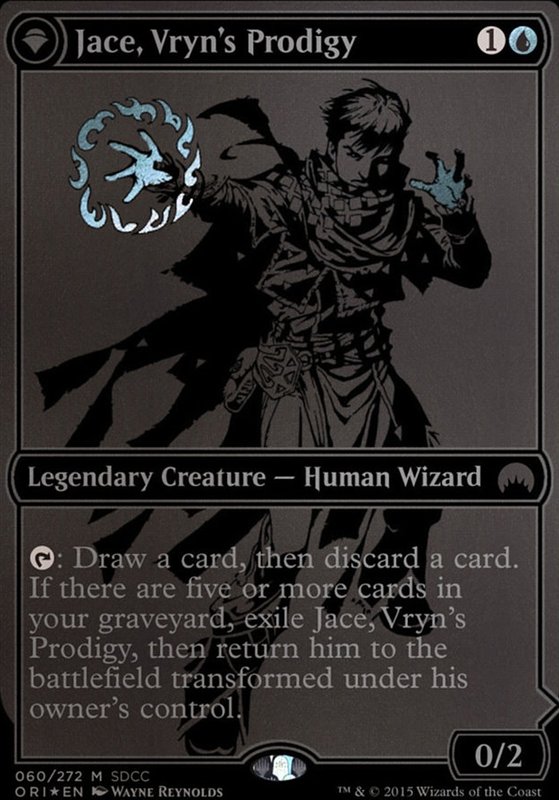 Jace, Vryn's Prodigy 1
Legendary Creature — Human Wizard
: Draw a card, then discard a card.
If there are five or more cards in
your graveyard, exile Jace, Vryn's
Prodigy, then return him to the
battlefield transformed under his
owner's control.
0/2
060/272 M SDCC
ORI★EN Wayne Reynolds
™ & © 2015 Wizards of the Coast